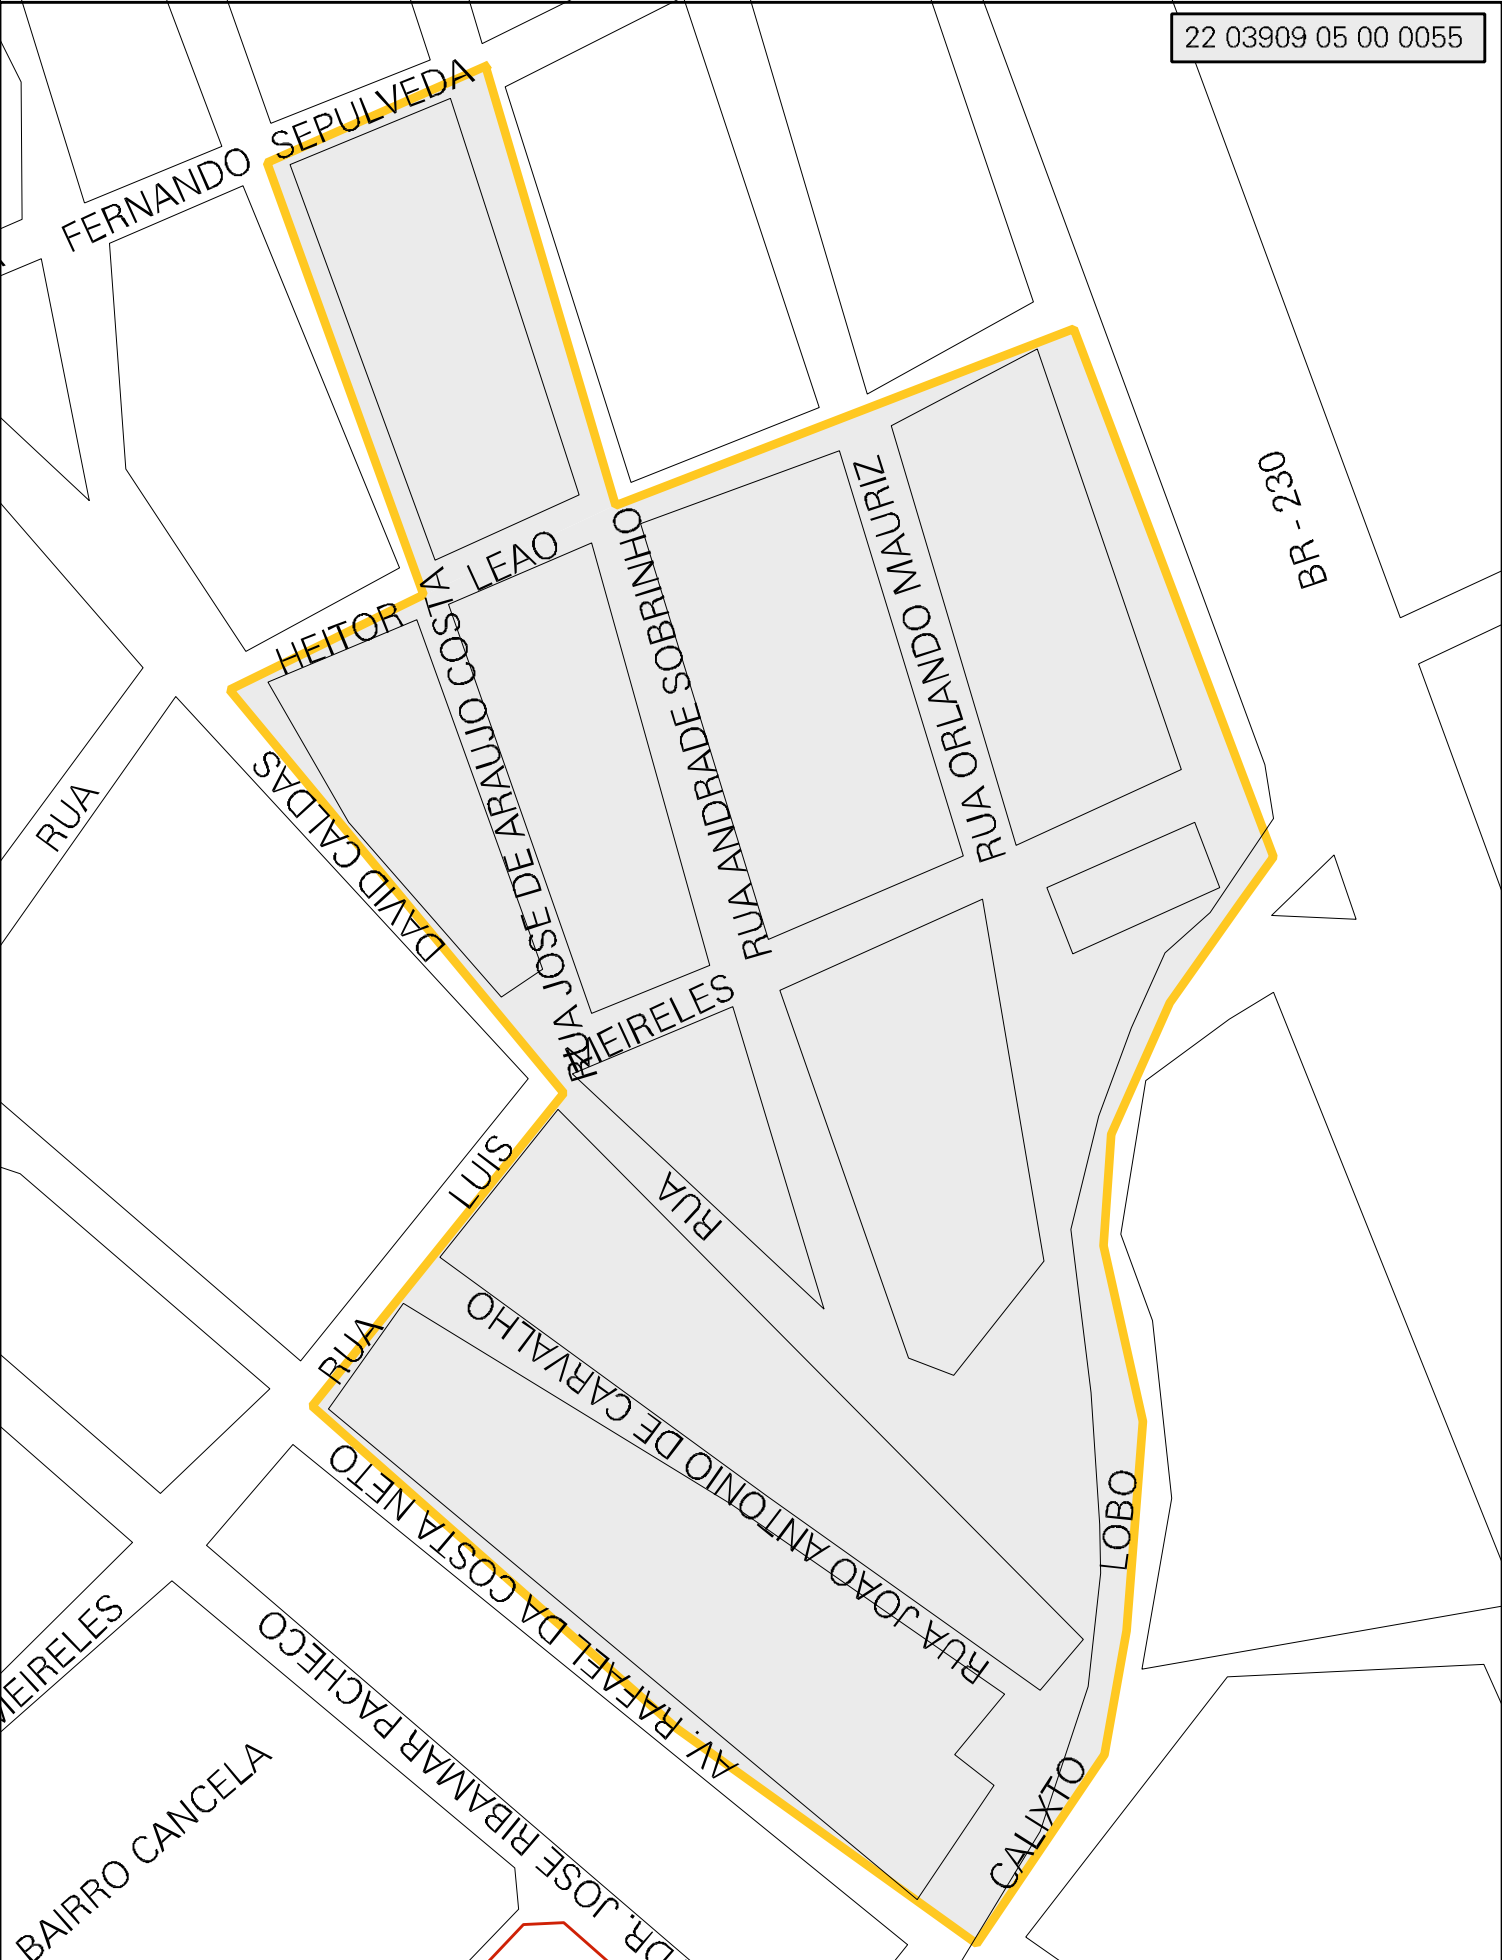 22 03909 05 00 0055
FERNANDO SEPULVEDA
BR - 230
RUA ORLANDO MAURIZ
RUA ANDRADE SOBRINHO
HEITOR LEAO
RUA JOSE DE ARAUJO COSTA
RUA
DAVID CALDAS
MEIRELES
RUA
RUA LUIS
RUA JOAO ANTONIO DE CARVALHO
AV. RAFAEL DA COSTA NETO
CALIXTO LOBO
MEIRELES
DR. JOSE RIBAMAR PACHECO
BAIRRO CANCELA